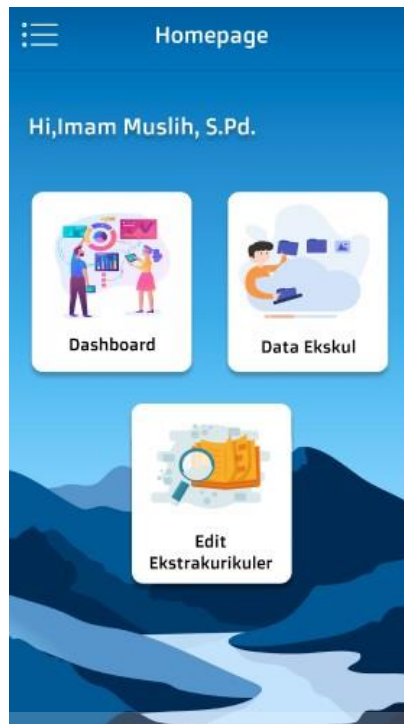 Homepage
Hi,Imam Muslih, S.Pd.
Dashboard
Data Ekskul
Edit
Ekstrakurikuler